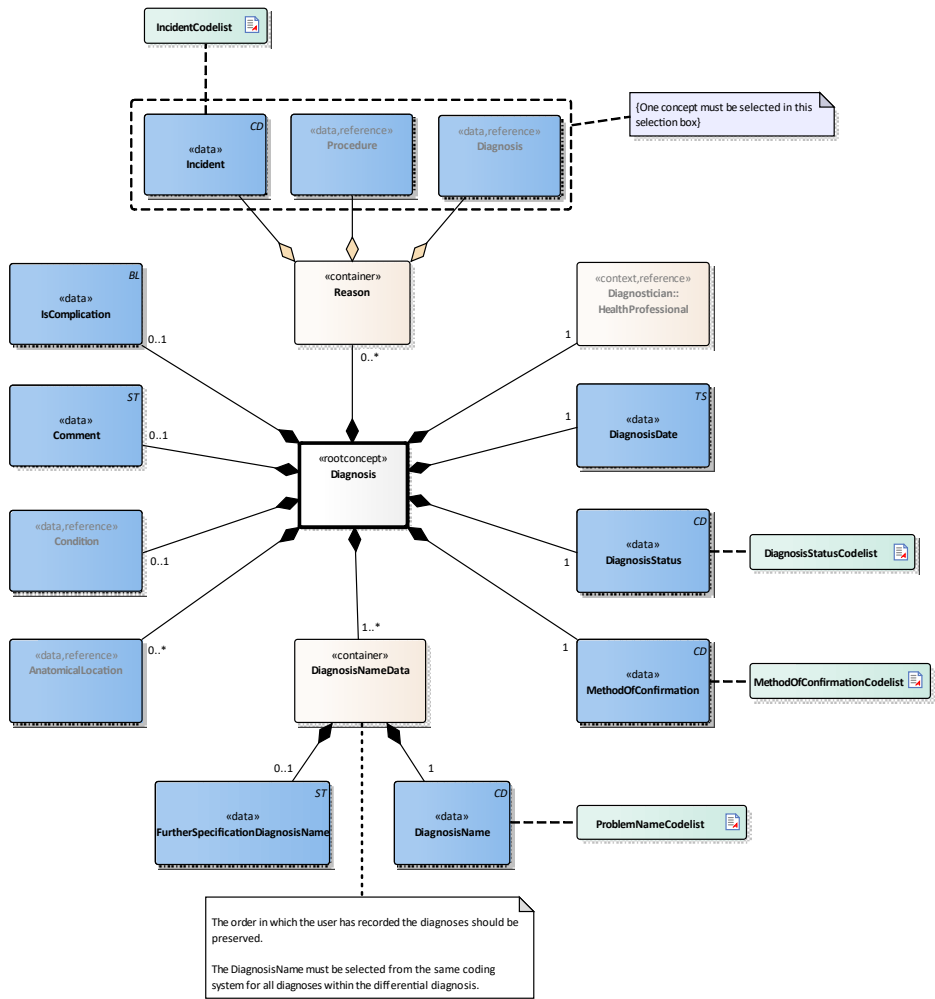 IncidentCodelist
{One concept must be selected in this
selection box}
CD
«data»
Incident
«data,reference»
Procedure
«data,reference»
Diagnosis
«container»
Reason
0..*
BL
«data»
IsComplication
0..1
«context,reference»
Diagnostician::
HealthProfessional
1
ST
«data»
Comment
0..1
TS
«data»
DiagnosisDate
1
«rootconcept»
Diagnosis
«data,reference»
Condition
0..1
CD
«data»
DiagnosisStatus
1
DiagnosisStatusCodelist
«data,reference»
AnatomicalLocation
0..*
1..*
«container»
DiagnosisNameData
CD
«data»
MethodOfConfirmation
1
MethodOfConfirmationCodelist
0..1
1
ST
«data»
FurtherSpecificationDiagnosisName
CD
«data»
DiagnosisName
ProblemNameCodelist
The order in which the user has recorded the diagnoses should be
preserved.
The DiagnosisName must be selected from the same coding
system for all diagnoses within the differential diagnosis.